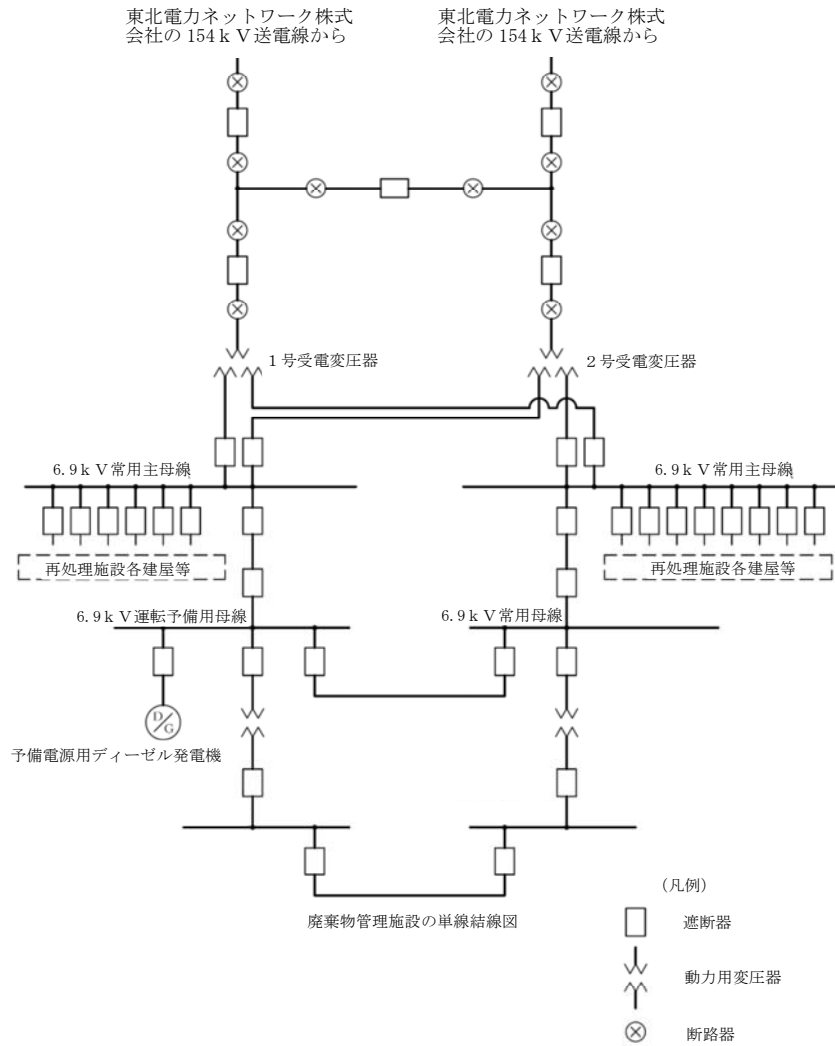 東北電力ネットワーク株式
会社の154kV送電線から
東北電力ネットワーク株式
会社の154kV送電線から
1号受電変圧器
2号受電変圧器
6.9kV常用主母線
6.9kV常用主母線
再処理施設各建屋等
再処理施設各建屋等
6.9kV運転予備用母線
6.9kV常用母線
D/G
予備電源用ディーゼル発電機
廃棄物管理施設の単線結線図
(凡例)
遮断器
動力用変圧器
断路器